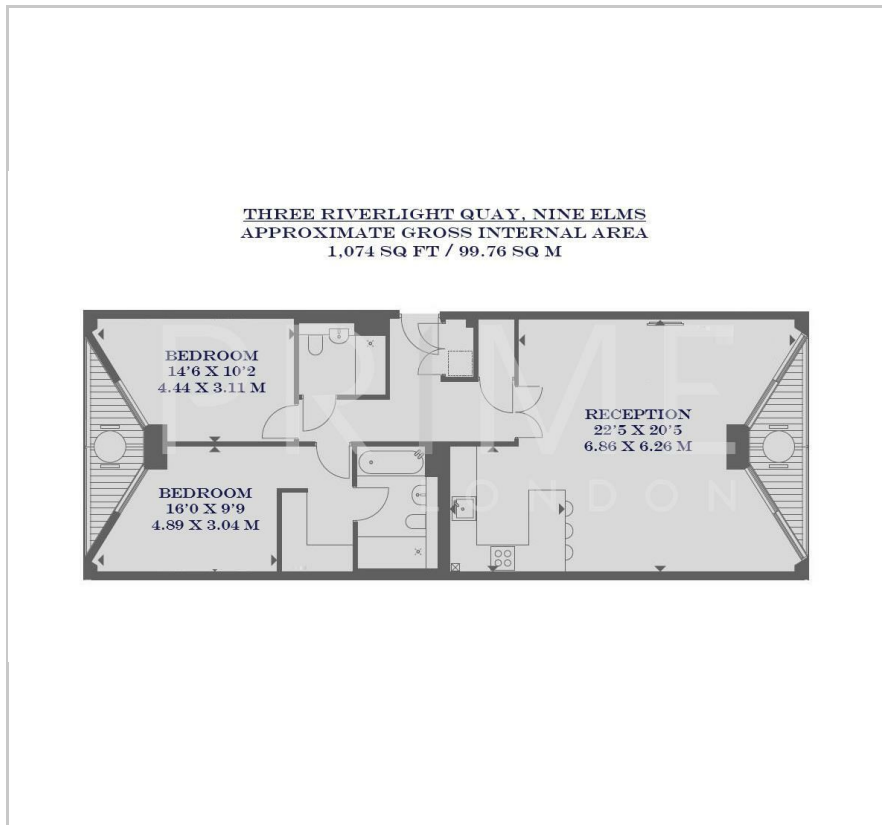 THREE RIVERLIGHT QUAY, NINE ELMS
APPROXIMATE GROSS INTERNAL AREA
1,074 SQ FT / 99.76 SQ M
PRIME
LONDON
BEDROOM
14'6 X 10'2
4.44 X 3.11 M
RECEPTION
22'5 X 20'5
6.86 X 6.26 M
BEDROOM
16'0 X 9'9
4.89 X 3.04 M